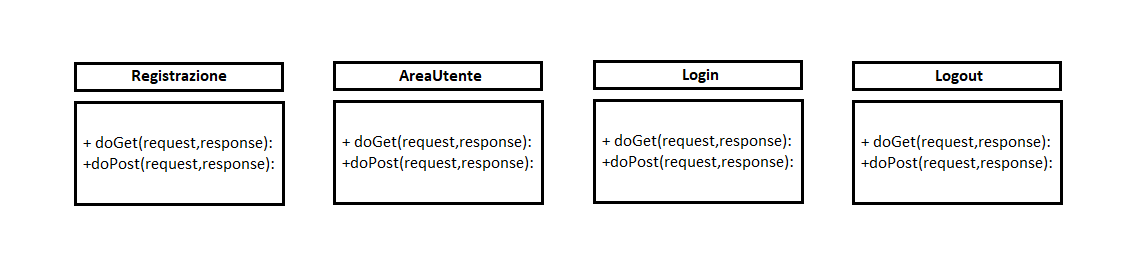 Registrazione
+ doGet(request,response):
+doPost(request,response):
AreaUtente
+ doGet(request,response):
+doPost(request,response):
Login
+ doGet(request,response):
+doPost(request,response):
Logout
+ doGet(request,response):
+doPost(request,response):